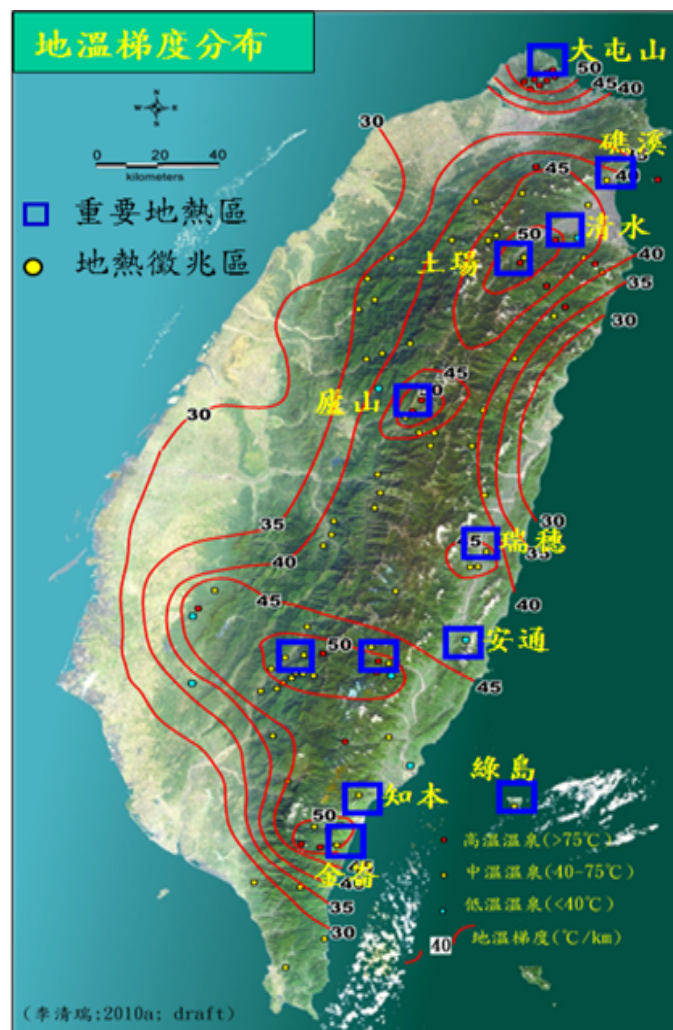 地溫梯度分布
大屯山
50
45
40
30
N
W
E
S
礁溪
0 20 40
kilometers
45
40
重要地熱區
清水
50
地熱徵兆區
土場
40
35
30
45
廬山
30
30
35
45
瑞穗
35
40
40
45
50
安通
45
綠島
知本
50
高溫溫泉(>75℃)
金崙
45
40
中溫溫泉(40-75℃)
35
低溫溫泉(<40℃)
30
40 地溫梯度(℃/km)
(李清瑞;2010a; draft)